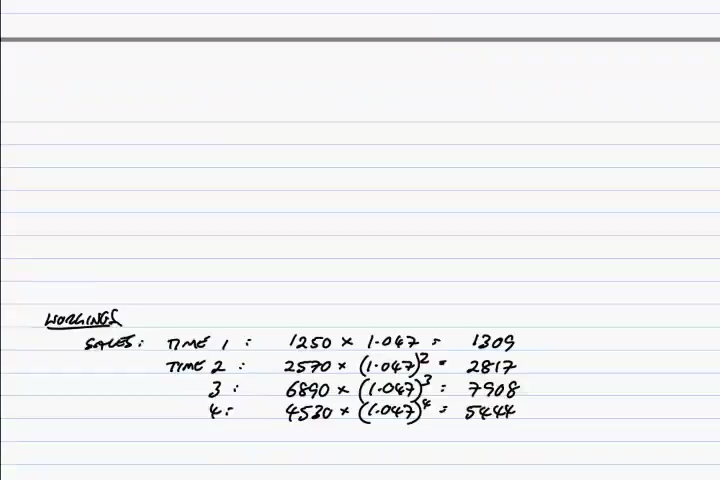 WORKINGS
SALES: TIME 1 : 1250 × 1.047 = 1309
TIME 2 : 2570 × (1.047)² = 2817
3 : 6890 × (1.047)³ = 7908
4 : 4530 × (1.047)⁴ = 5444